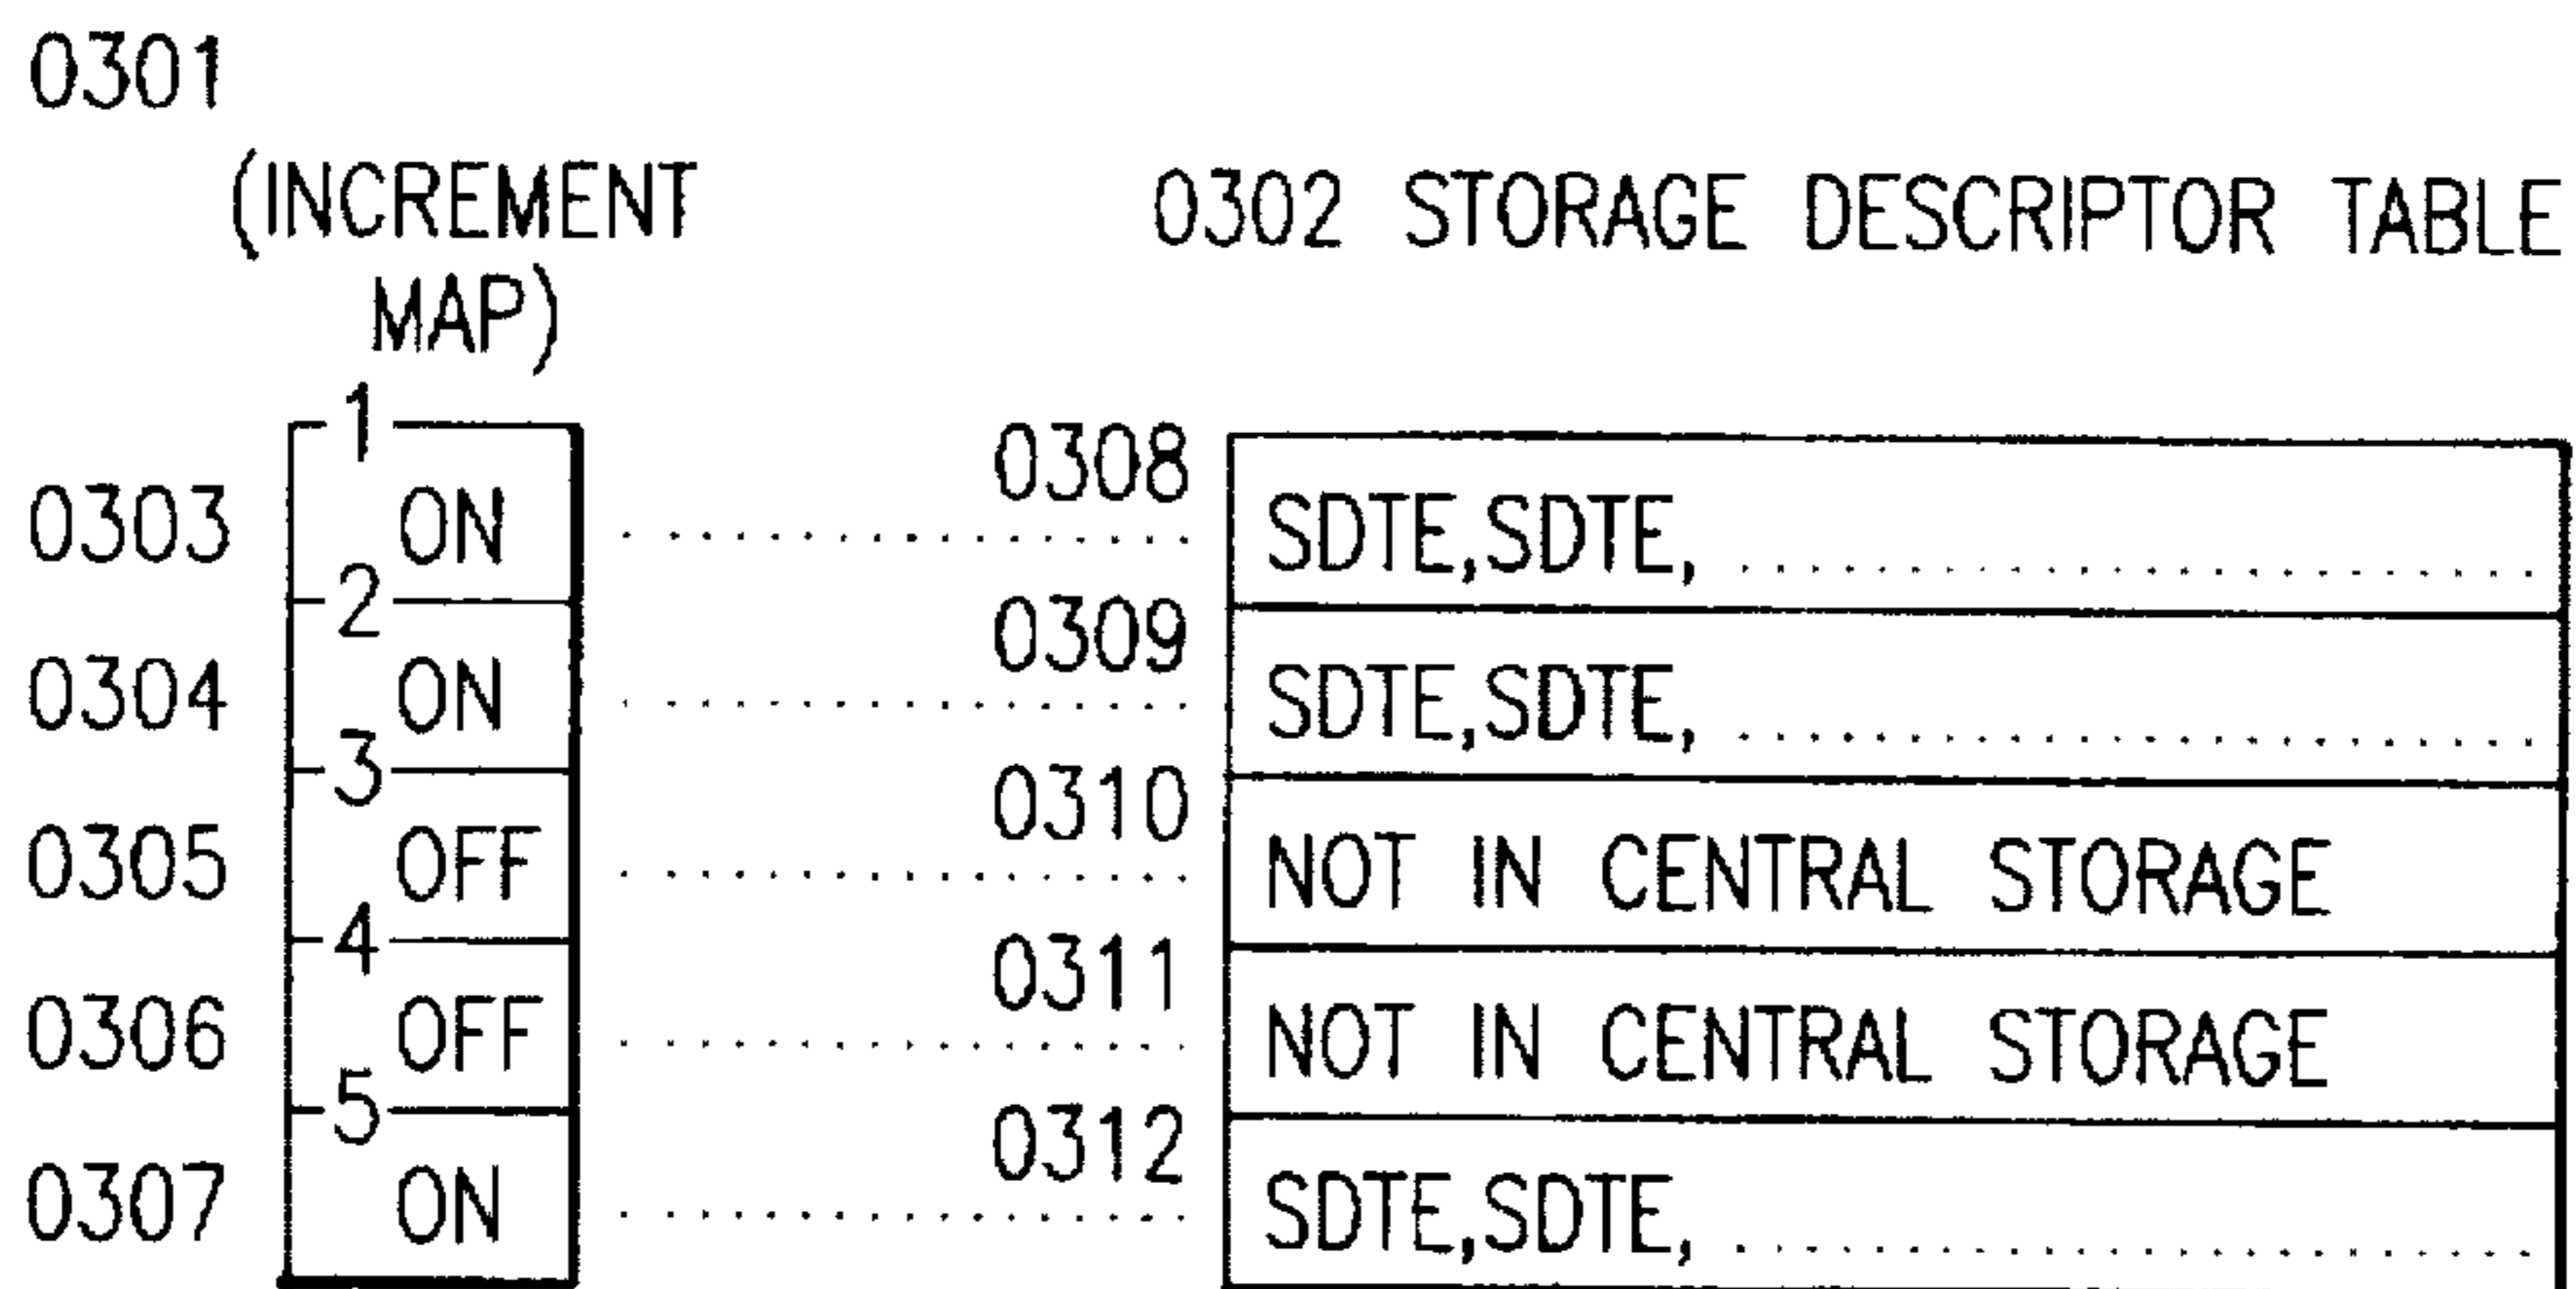 0301
(INCREMENT
MAP)
0302 STORAGE DESCRIPTOR TABLE
1
0303 ON 0308 SDTE,SDTE, ........................
2
0304 ON 0309 SDTE,SDTE, ........................
3
0305 OFF 0310 NOT IN CENTRAL STORAGE
4
0306 OFF 0311 NOT IN CENTRAL STORAGE
5
0307 ON 0312 SDTE,SDTE, ........................